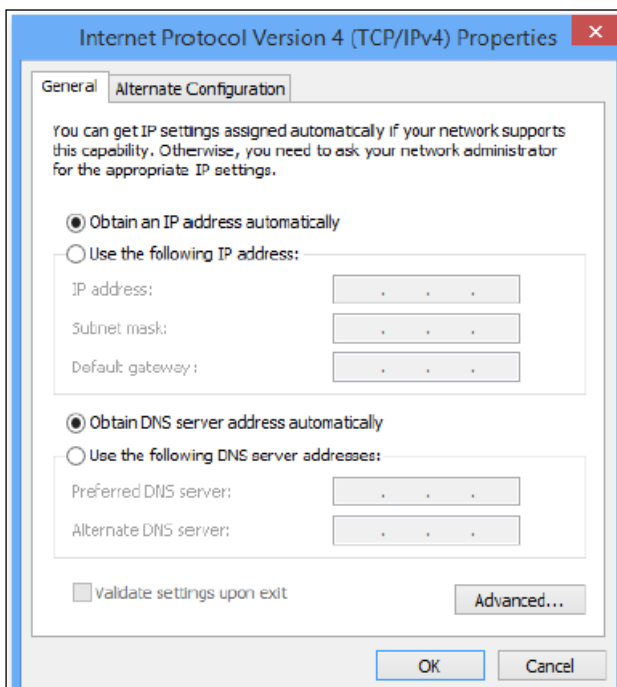 Internet Protocol Version 4 (TCP/IPv4) Properties
General
Alternate Configuration
You can get IP settings assigned automatically if your network supports
this capability. Otherwise, you need to ask your network administrator
for the appropriate IP settings.
Obtain an IP address automatically
Use the following IP address:
IP address:
Subnet mask:
Default gateway:
Obtain DNS server address automatically
Use the following DNS server addresses:
Preferred DNS server:
Alternate DNS server:
Validate settings upon exit
Advanced...
OK
Cancel